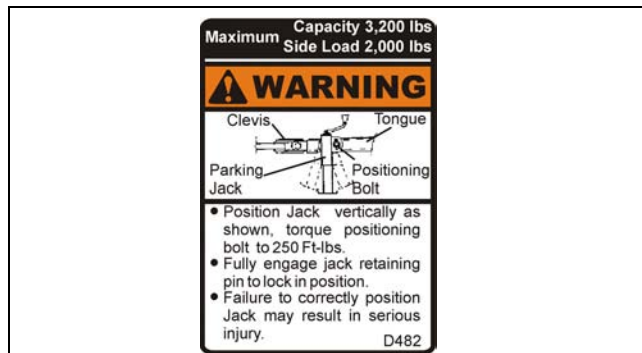 Maximum Capacity 3,200 lbs
Side Load 2,000 lbs
WARNING
Clevis Tongue
Parking Positioning
Jack Bolt
• Position Jack vertically as
shown, torque positioning
bolt to 250 Ft-lbs.
• Fully engage jack retaining
pin to lock in position.
• Failure to correctly position
Jack may result in serious
injury.
D482